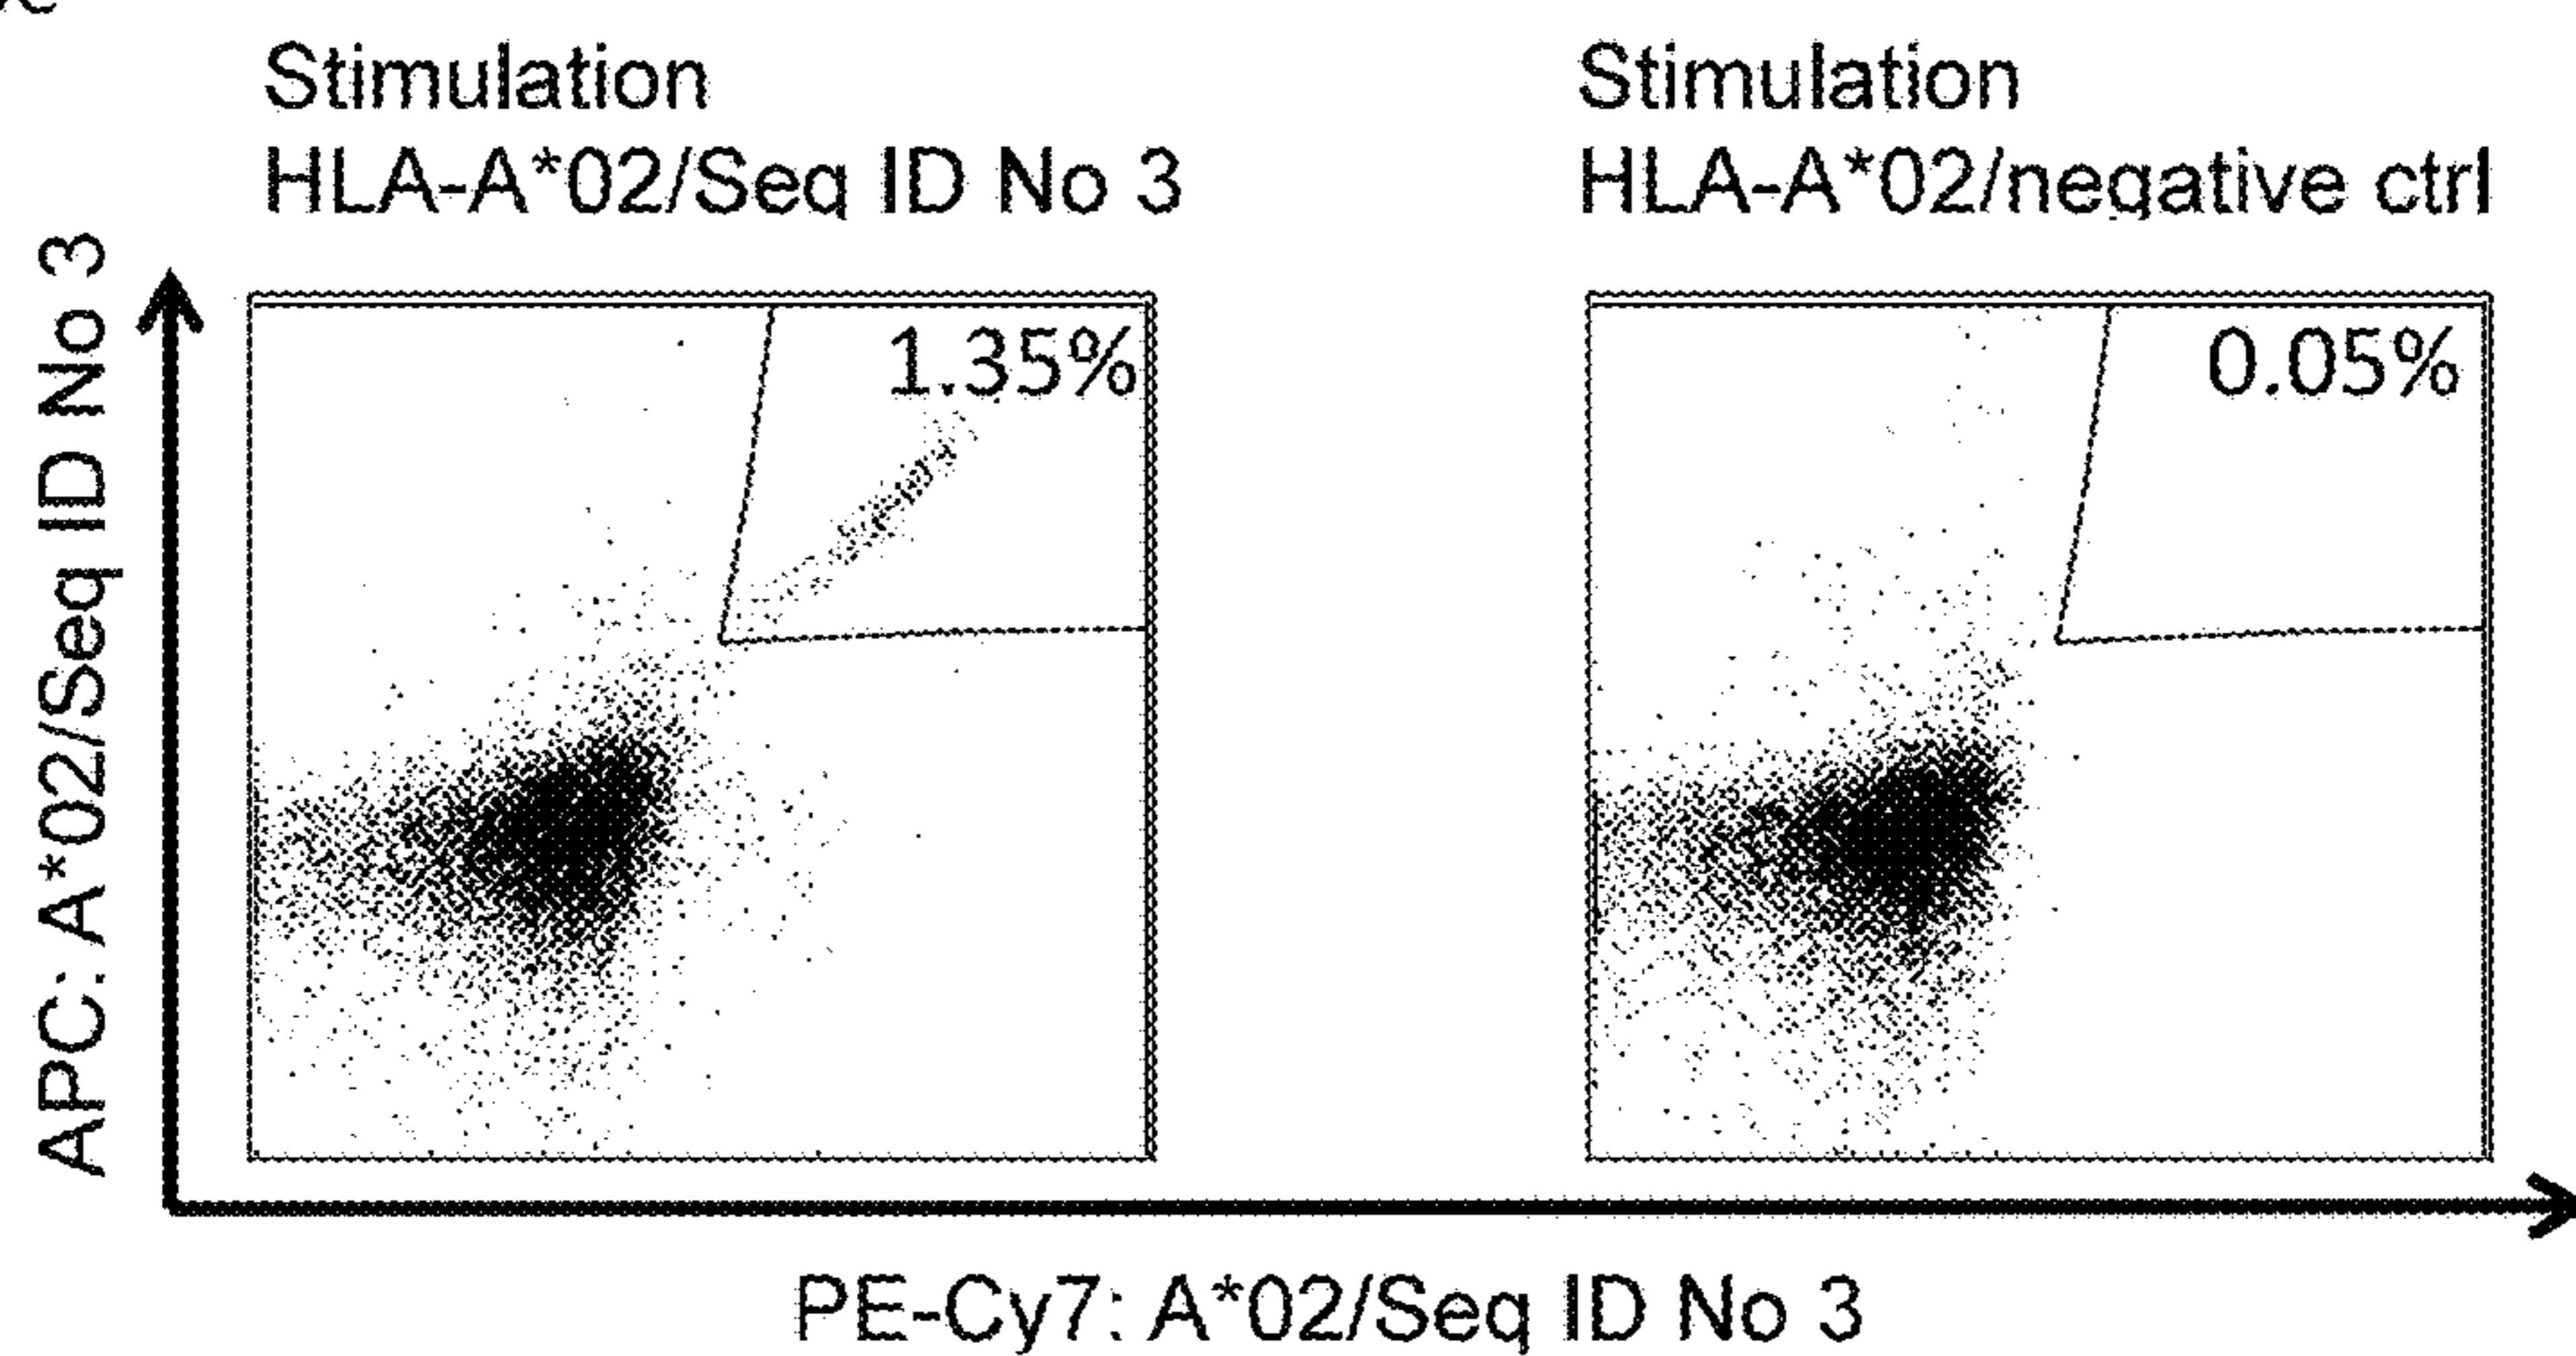 Stimulation
HLA-A*02/Seq ID No 3
Stimulation
HLA-A*02/negative ctrl
APC: A*02/Seq ID No 3
1.35%
0.05%
PE-Cy7: A*02/Seq ID No 3